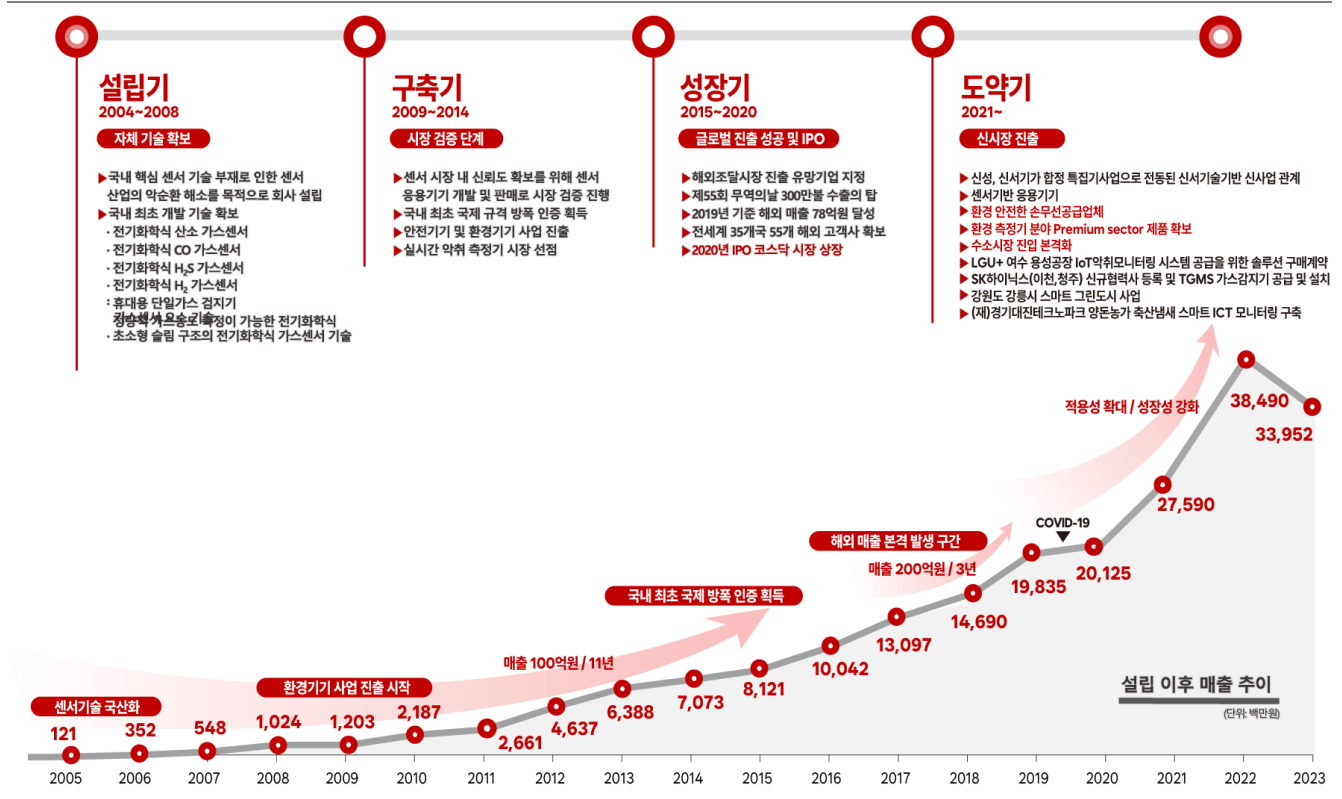 설립기
2004~2008
자체 기술 확보
▶국내 핵심 센서 기술 부재로 인한 센서
산업의 악순환 해소를 목적으로 회사 설립
▶국내 최초 개발 기술 확보
· 전기화학식 산소 가스센서
· 전기화학식 CO 가스센서
· 전기화학식 H₂S 가스센서
· 전기화학식 H₂ 가스센서
· 휴대용 단일가스 검지기
가스센서 요소 기술
정량적 가스농도 측정이 가능한 전기화학식
· 초소형 슬림 구조의 전기화학식 가스센서 기술
구축기
2009~2014
시장 검증 단계
▶센서 시장 내 신뢰도 확보를 위해 센서
응용기기 개발 및 판매로 시장 검증 진행
▶국내 최초 국제 규격 방폭 인증 획득
▶안전기기 및 환경기기 사업 진출
▶실시간 악취 측정기 시장 선점
성장기
2015~2020
글로벌 진출 성공 및 IPO
▶해외조달시장 진출 유망기업 지정
▶제55회 무역의날 300만불 수출의 탑
▶2019년 기준 해외 매출 78억원 달성
▶전세계 35개국 55개 해외 고객사 확보
▶2020년 IPO 코스닥 시장 상장
도약기
2021~
신시장 진출
▶신성, 신서기가 합정 특집기사업으로 전통된 신서기술기반 신사업 관계
▶센서기반 응용기기
▶환경 안전한 손무선공급업체
▶환경 측정기 분야 Premium sector 제품 확보
▶수소시장 진입 본격화
▶LGU+ 여수 용성공장 IoT악취모니터링 시스템 공급을 위한 솔루션 구매계약
▶SK하이닉스(이천,청주) 신규협력사 등록 및 TGMS 가스감지기 공급 및 설치
▶강원도 강릉시 스마트 그린도시 사업
▶(재)경기대진테크노파크 양돈농가 축산냄새 스마트 ICT 모니터링 구축
적용성 확대 / 성장성 강화
38,490
33,952
27,590
COVID-19
해외 매출 본격 발생 구간
매출 200억원 / 3년
19,835
20,125
국내 최초 국제 방폭 인증 획득
14,690
13,097
10,042
매출 100억원 / 11년
8,121
7,073
6,388
4,637
2,661
환경기기 사업 진출 시작
2,187
1,203
1,024
센서기술 국산화
548
352
121
설립 이후 매출 추이
(단위: 백만원)
2005 2006 2007 2008 2009 2010 2011 2012 2013 2014 2015 2016 2017 2018 2019 2020 2021 2022 2023